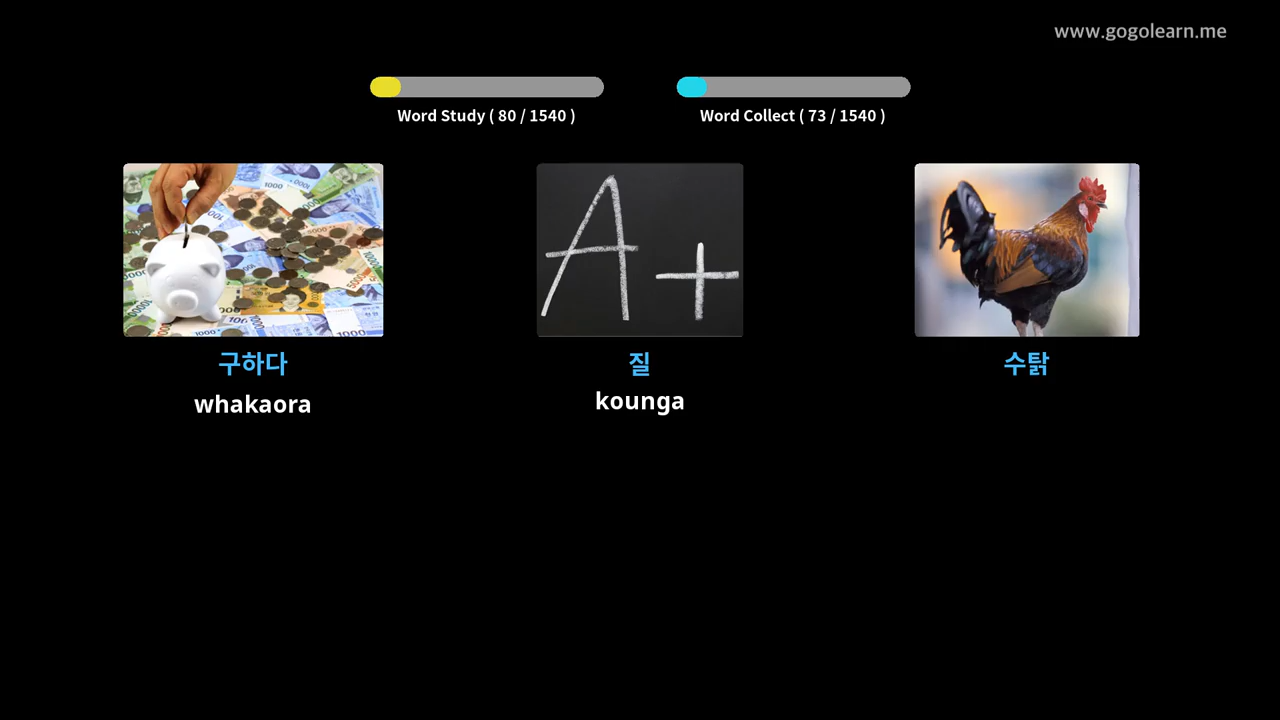 www.gogolearn.me
Word Study ( 80 / 1540 )
Word Collect ( 73 / 1540 )
구하다
질
수탉
whakaora
kounga